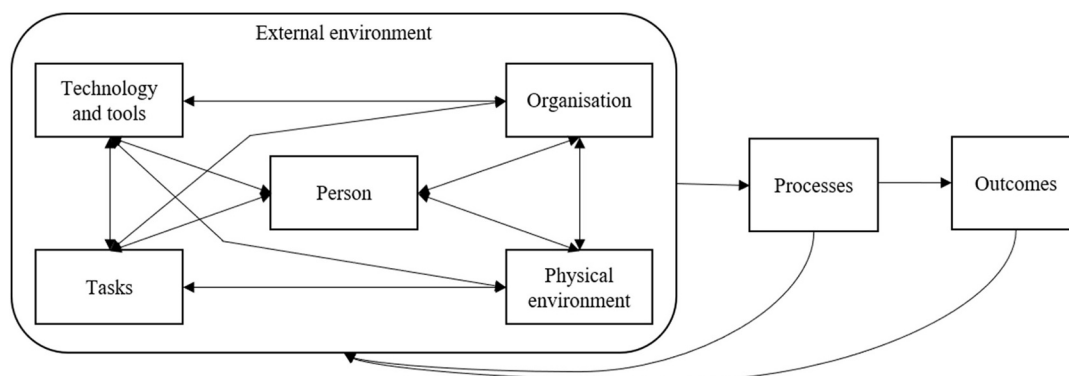 External environment
Technology
and tools
Organisation
Person
Processes
Outcomes
Tasks
Physical
environment